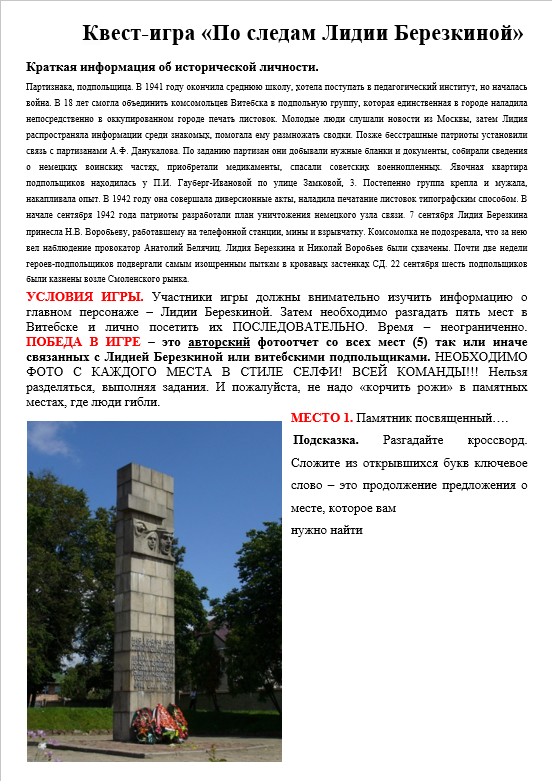 Квест-игра «По следам Лидии Березкиной»
Краткая информация об исторической личности.
Партизнака, подпольщица. В 1941 году окончила среднюю школу, хотела поступать в педагогический институт, но началась
война. В 18 лет смогла объединить комсомольцев Витебска в подпольную группу, которая единственная в городе наладила
непосредственно в оккупированном городе печать листовок. Молодые люди слушали новости из Москвы, затем Лидия
распространяла информации среди знакомых, помогала ему размножать сводки. Позже бесстрашные патриоты установили
связь с партизанами А.Ф. Данукалова. По заданию партизан они добывали нужные бланки и документы, собирали сведения
о немецких воинских частях, приобретали медикаменты, спасали советских военнопленных. Явочная квартира
подпольщиков находилась у П.И. Гауберг-Ивановой по улице Замковой, 3. Постепенно группа крепла и мужала,
накапливала опыт. В 1942 году она совершала диверсионные акты, наладила печатание листовок типографским способом. В
начале сентября 1942 года патриоты разработали план уничтожения немецкого узла связи. 7 сентября Лидия Березкина
принесла Н.В. Воробьеву, работавшему на телефонной станции, мины и взрывчатку. Комсомолка не подозревала, что за нею
вел наблюдение провокатор Анатолий Белячиц. Лидия Березкина и Николай Воробьев были схвачены. Почти две недели
героев-подпольщиков подвергали самым изощренным пыткам в кровавых застенках СД. 22 сентября шесть подпольщиков
были казнены возле Смоленского рынка.
УСЛОВИЯ ИГРЫ. Участники игры должны внимательно изучить информацию о
главном персонаже – Лидии Березкиной. Затем необходимо разгадать пять мест в
Витебске и лично посетить их ПОСЛЕДОВАТЕЛЬНО. Время – неограниченно.
ПОБЕДА В ИГРЕ – это авторский фотоотчет со всех мест (5) так или иначе
связанных с Лидией Березкиной или витебскими подпольщиками. НЕОБХОДИМО
ФОТО С КАЖДОГО МЕСТА В СТИЛЕ СЕЛФИ! ВСЕЙ КОМАНДЫ!!! Нельзя
разделяться, выполняя задания. И пожалуйста, не надо «корчить рожи» в памятных
местах, где люди гибли.
МЕСТО 1. Памятник посвященный….
Подсказка. Разгадайте кроссворд.
Сложите из открывшихся букв ключевое
слово – это продолжение предложения о
месте, которое вам
нужно найти